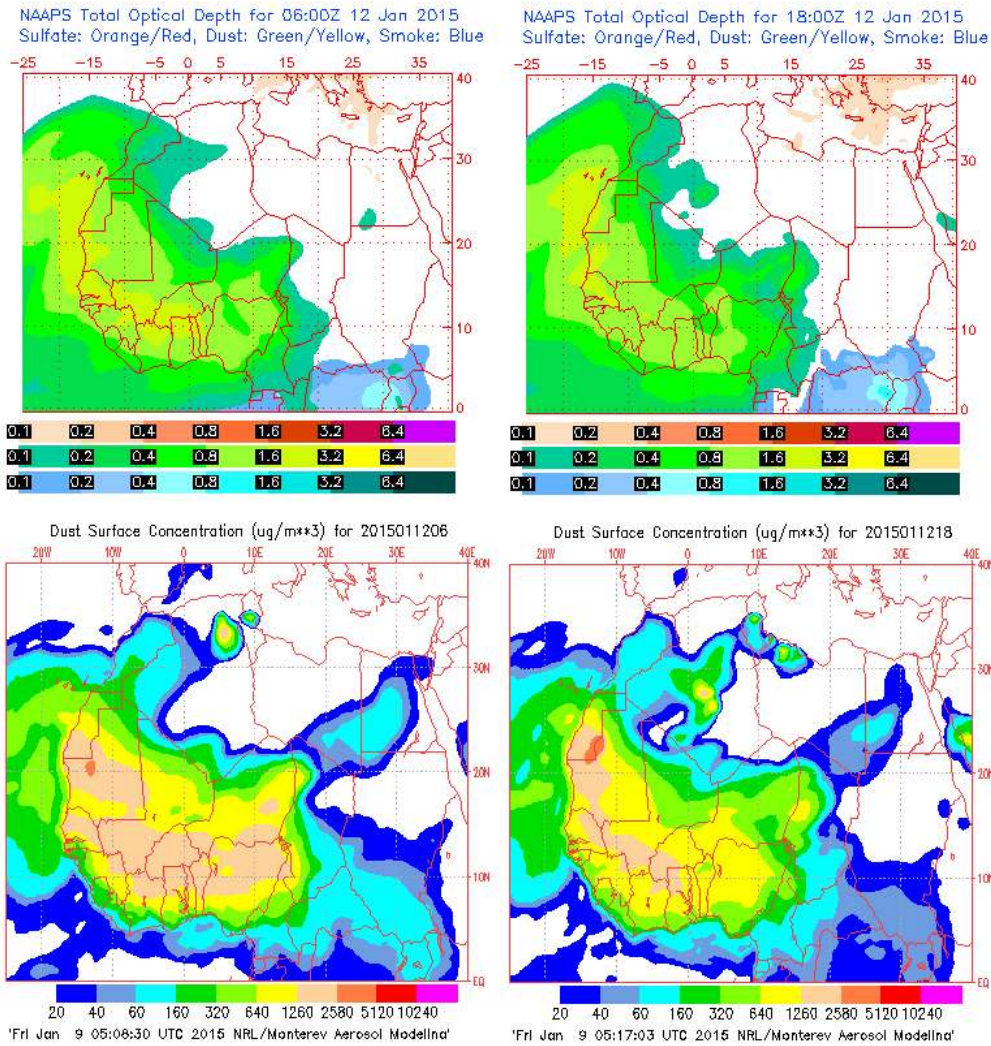 NAAPS Total Optical Depth for 06:00Z 12 Jan 2015
Sulfate: Orange/Red, Dust: Green/Yellow, Smoke: Blue
-25 -15 -5 0 5 15 25 35
40
30
20
10
0
0.1 0.2 0.4 0.8 1.6 3.2 6.4
0.1 0.2 0.4 0.8 1.6 3.2 6.4
0.1 0.2 0.4 0.8 1.6 3.2 6.4
NAAPS Total Optical Depth for 18:00Z 12 Jan 2015
Sulfate: Orange/Red, Dust: Green/Yellow, Smoke: Blue
-25 -15 -5 0 5 15 25 35
40
30
20
10
0
0.1 0.2 0.4 0.8 1.6 3.2 6.4
0.1 0.2 0.4 0.8 1.6 3.2 6.4
0.1 0.2 0.4 0.8 1.6 3.2 6.4
Dust Surface Concentration (ug/m**3) for 2015011206
20W 10W 0 10E 20E 30E 40E
40N
30N
20N
10N
EQ
20 40 60 160 320 640 1260 2580 5120 10240
'Fri Jan 9 05:08:30 UTC 2015 NRL/Monterey Aerosol Modeling'
Dust Surface Concentration (ug/m**3) for 2015011218
20W 10W 0 10E 20E 30E 40E
40N
30N
20N
10N
EQ
20 40 60 160 320 640 1260 2580 5120 10240
'Fri Jan 9 05:17:03 UTC 2015 NRL/Monterey Aerosol Modeling'